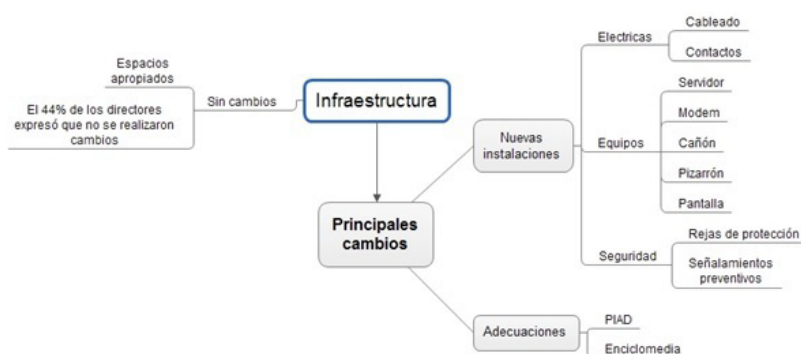 Espacios
apropiados
El 44% de los directores
expresó que no se realizaron
cambios
Sin cambios
Infraestructura
Principales
cambios
Nuevas
instalaciones
Electricas
Cableado
Contactos
Equipos
Servidor
Modem
Cañón
Pizarrón
Pantalla
Seguridad
Rejas de protección
Señalamientos
preventivos
Adecuaciones
PIAD
Enciclomedia